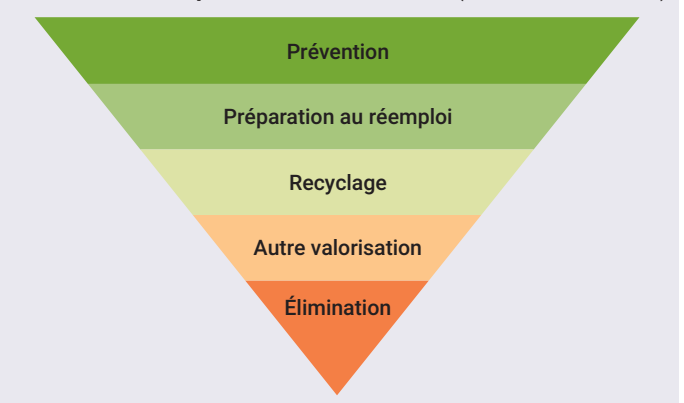 Prévention
Préparation au réemploi
Recyclage
Autre valorisation
Élimination